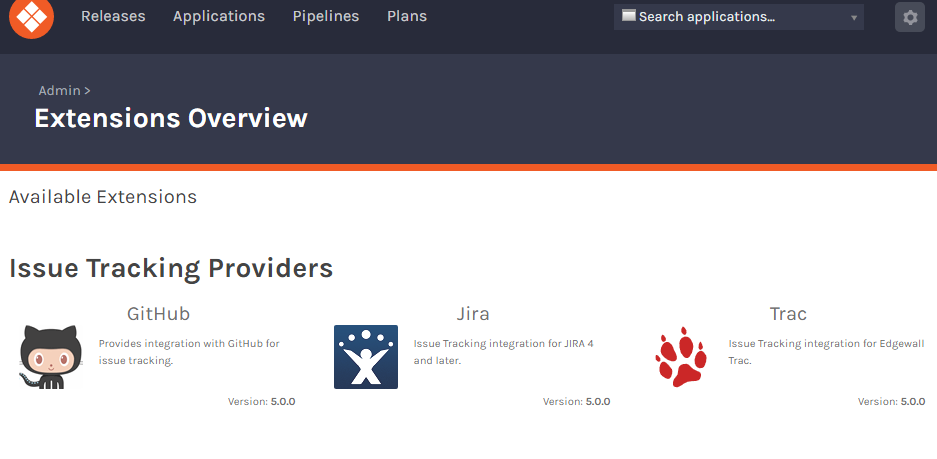 Releases Applications Pipelines Plans Search applications...
Admin >
Extensions Overview
Available Extensions
Issue Tracking Providers
GitHub
Provides integration with GitHub for
issue tracking.
Version: 5.0.0
Jira
Issue Tracking integration for JIRA 4
and later.
Version: 5.0.0
Trac
Issue Tracking integration for Edgewall
Trac.
Version: 5.0.0